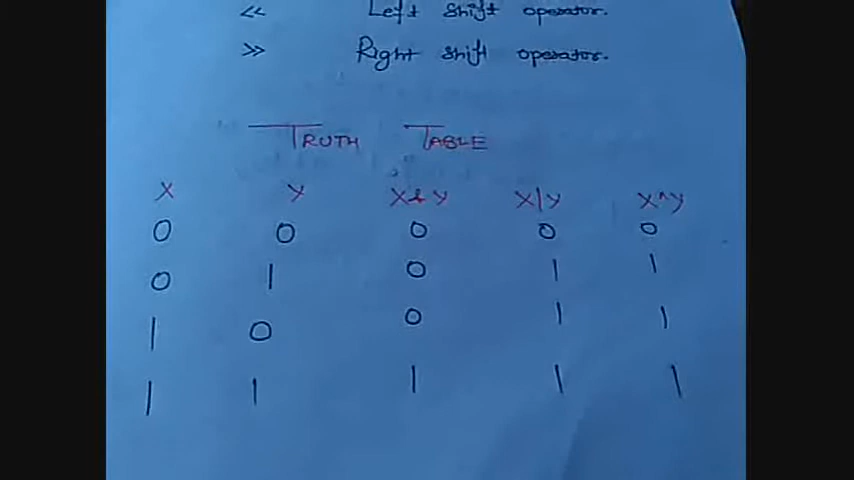 << Left shift operator.
>> Right shift operator.
TRUTH TABLE
X Y X&Y X|Y X^Y
0 0 0 0 0
0 1 0 1 1
1 0 0 1 1
1 1 1 1 1